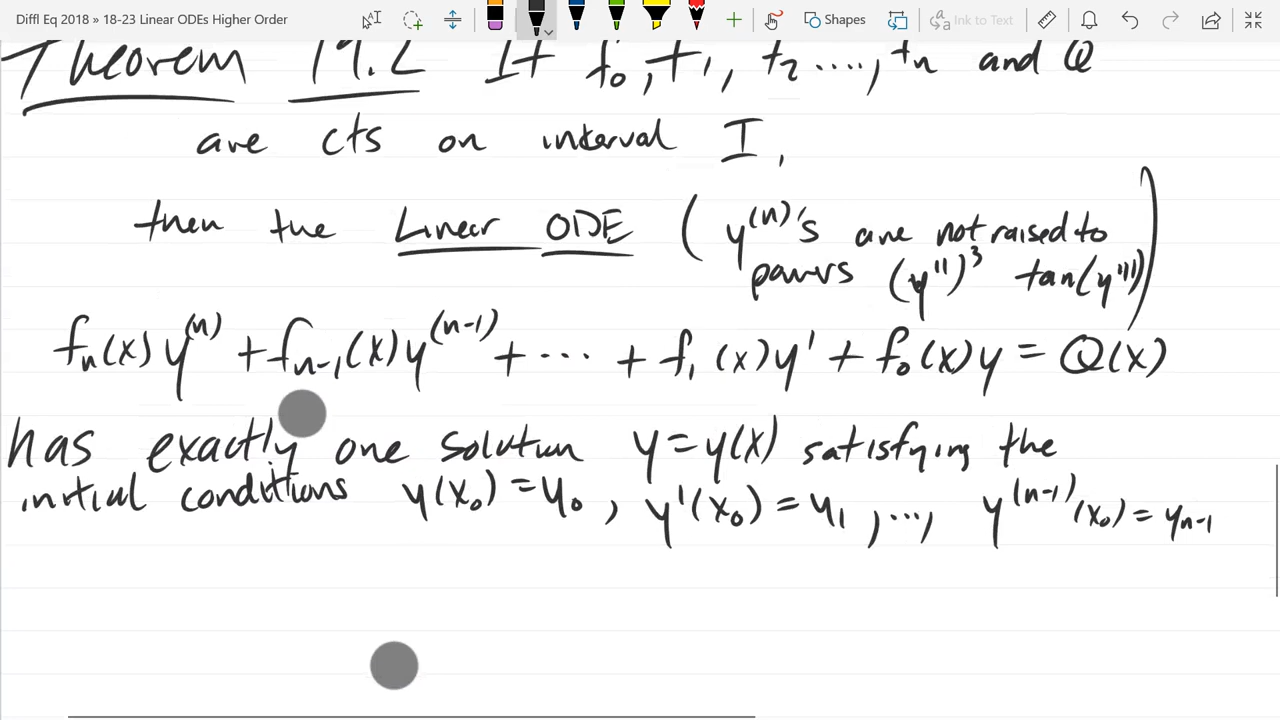 Diffl Eq 2018 » 18-23 Linear ODEs Higher Order
Shapes
Ink to Text
Theorem 19.2 If f₀, f₁, f₂ ...., fn and Q
are cts on interval I,
then the Linear ODE (y⁽ⁿ⁾'s are not raised to
powers (y'')³ tan(y'''))
fn(x)y⁽ⁿ⁾ + fn-1(x)y⁽ⁿ⁻¹⁾ + ... + f₁(x)y' + f₀(x)y = Q(x)
has exactly one solution y = y(x) satisfying the
initial conditions y(x₀) = y₀, y'(x₀) = y₁, ..., y⁽ⁿ⁻¹⁾(x₀) = yn-1